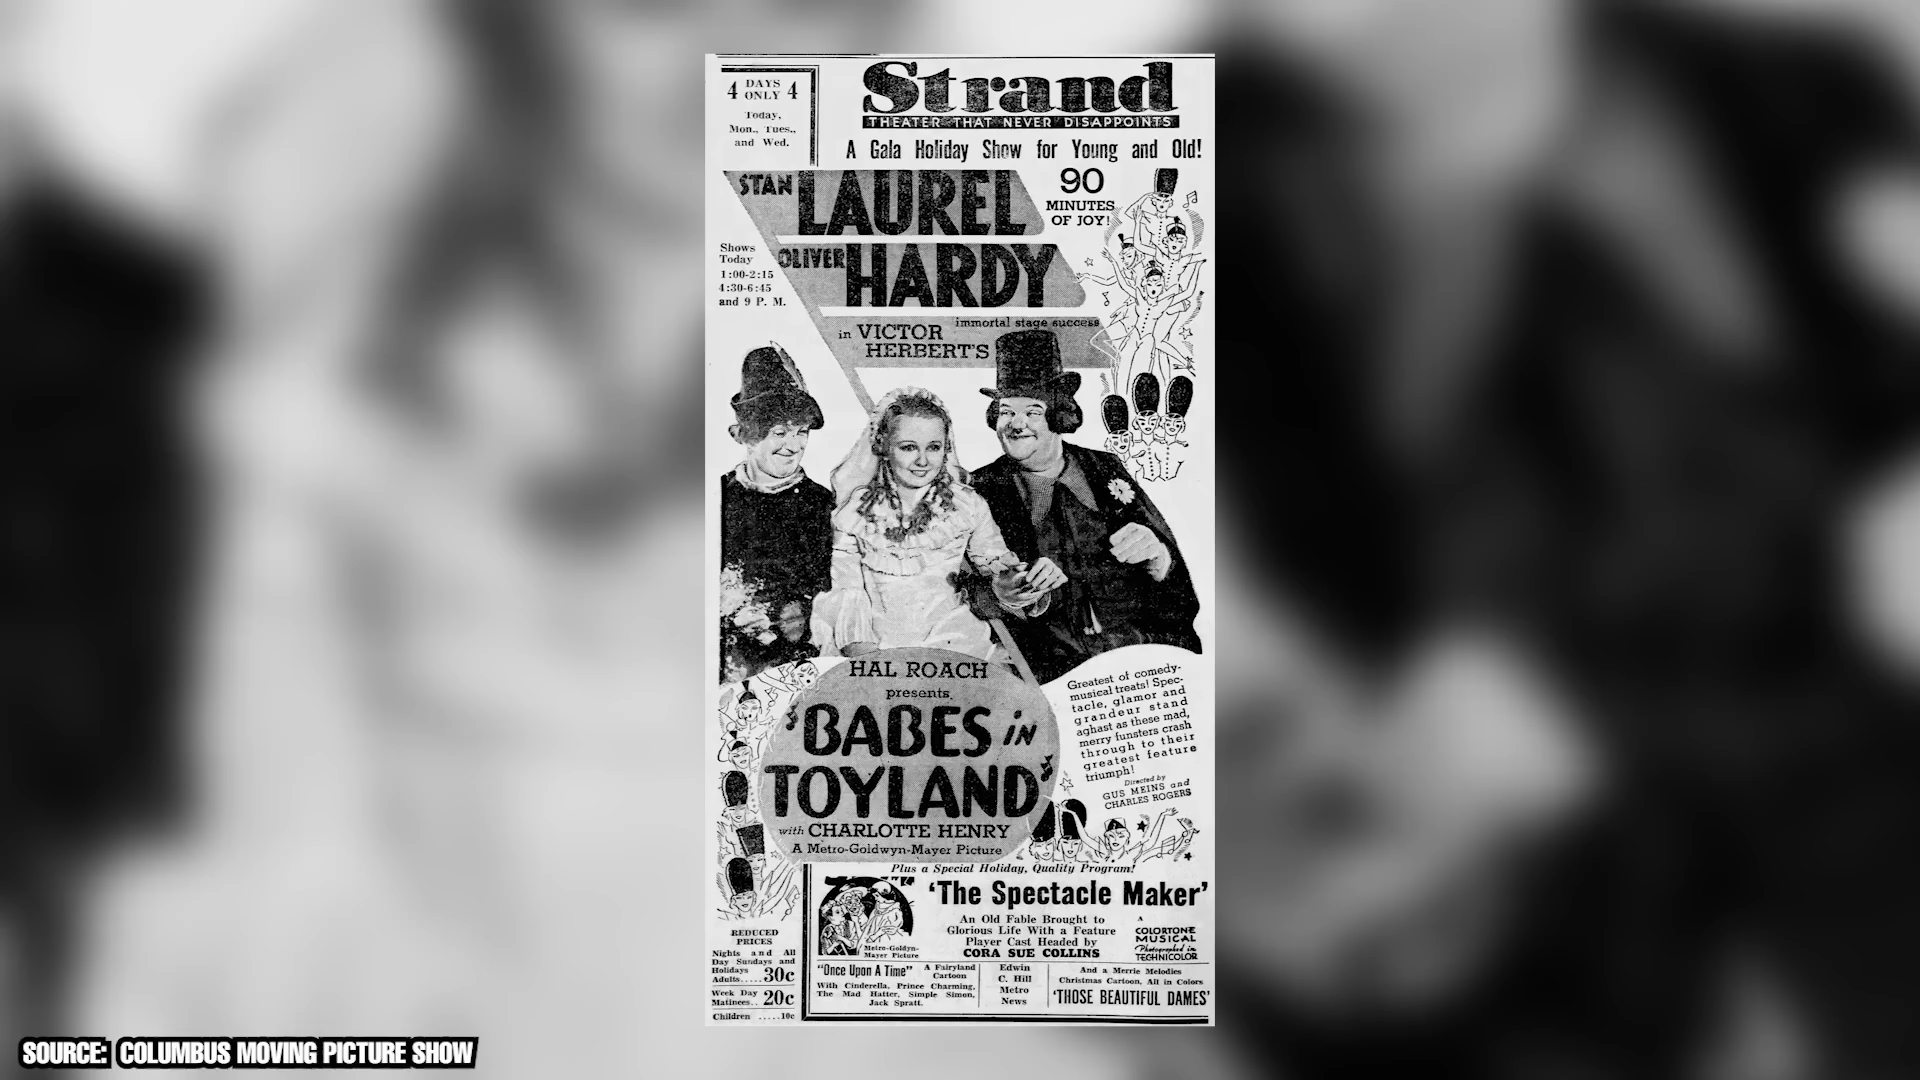 4 DAYS ONLY 4
Today,
Mon., Tues.,
and Wed.
Strand
THEATER THAT NEVER DISAPPOINTS
A Gala Holiday Show for Young and Old!
STAN LAUREL
OLIVER HARDY
90
MINUTES
OF JOY!
Shows
Today
1:00-2:15
4:30-6:45
and 9 P. M.
in VICTOR
HERBERT'S
immortal stage success
HAL ROACH
presents
'BABES in
TOYLAND'
with CHARLOTTE HENRY
A Metro-Goldwyn-Mayer Picture
Greatest of comedy-
musical treats! Spec-
tacle, glamor and
grandeur stand
aghast as these mad,
merry funsters crash
through to their
greatest feature
triumph!
Directed by
GUS MEINS and
CHARLES ROGERS
Plus a Special Holiday, Quality Program!
'The Spectacle Maker'
An Old Fable Brought to
Glorious Life With a Feature
Player Cast Headed by
CORA SUE COLLINS
A
COLORTONE
MUSICAL
Photographed in
TECHNICOLOR
Metro-Goldyn-
Mayer Picture
REDUCED
PRICES
Nights and All
Day Sundays and
Holidays
Adults..... 30c
Week Day
Matinees.. 20c
Children .....10c
"Once Upon A Time" A Fairyland
Cartoon
With Cinderella, Prince Charming,
The Mad Hatter, Simple Simon,
Jack Spratt.
Edwin
C. Hill
Metro
News
And a Merrie Melodies
Christmas Cartoon, All in Colors
'THOSE BEAUTIFUL DAMES'
SOURCE: COLUMBUS MOVING PICTURE SHOW